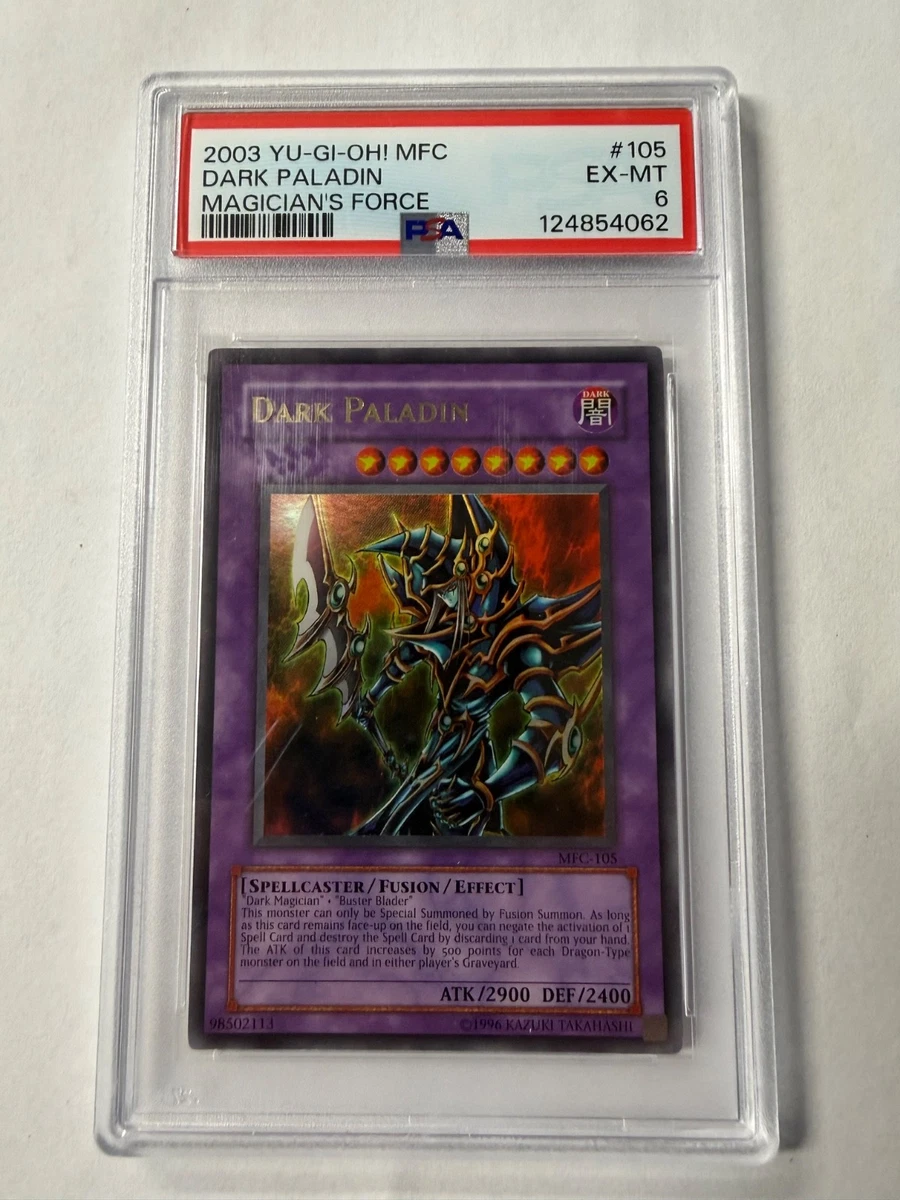 2003 YU-GI-OH! MFC #105
DARK PALADIN EX-MT
MAGICIAN'S FORCE 6
PSA 124854062
DARK PALADIN
DARK
闇
MFC-105
[SPELLCASTER/FUSION/EFFECT]
"Dark Magician" • "Buster Blader"
This monster can only be Special Summoned by Fusion Summon. As long
as this card remains face-up on the field, you can negate the activation of 1
Spell Card and destroy the Spell Card by discarding 1 card from your hand.
The ATK of this card increases by 500 points for each Dragon-Type
monster on the field and in either player's Graveyard.
ATK/2900 DEF/2400
98502113 ©1996 KAZUKI TAKAHASHI